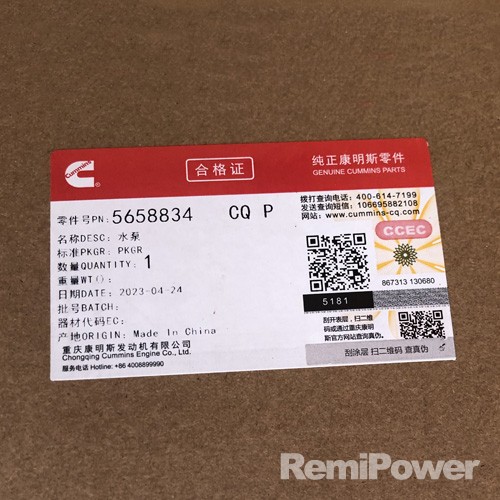 Cummins
®
合格证
纯正康明斯零件
GENUINE CUMMINS PARTS
拨打查询电话: 400-614-7199
发送查询短信: 106695882108
网站: www.cummins-cq.com
零件号PN: 5658834 CQ P
名称DESC: 水泵
标准PKGR: PKGR
数量QUANTITY: 1
重量WT():
日期DATE: 2023-04-24
批号BATCH:
器材代码EC:
产地ORIGIN: Made In China
重庆康明斯发动机有限公司
Chongqing Cummins Engine Co., Ltd.
服务电话 Hotline: +86 4008899990
CCEC
867313 130680
5181
刮开表层，扫二维
码或通过重庆康明
斯官方网站查询真伪。
刮涂层 扫二维码 查真伪
RemiPower